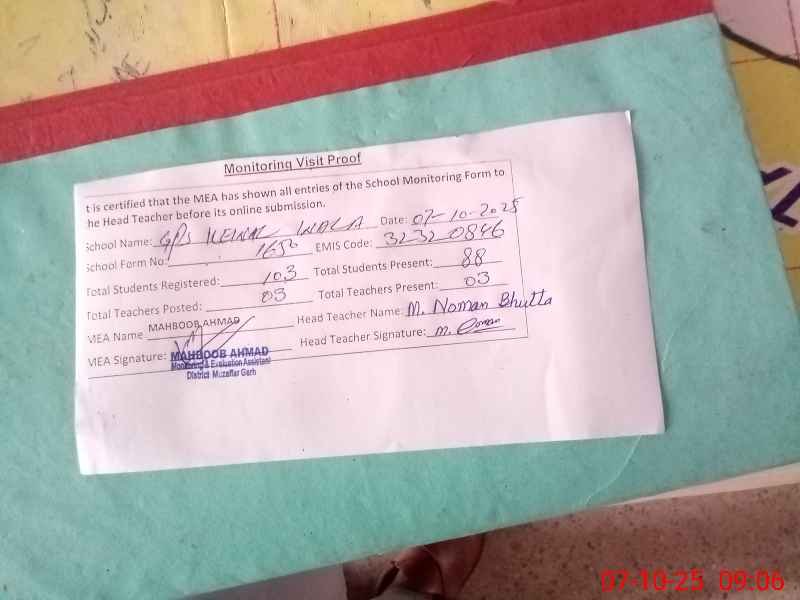 Monitoring Visit Proof
t is certified that the MEA has shown all entries of the School Monitoring Form to
he Head Teacher before its online submission.
School Name: GPS WALA Date: 07-10-2025
School Form No: 1650 EMIS Code: 32320846
Total Students Registered: 103 Total Students Present: 88
Total Teachers Posted: 03 Total Teachers Present: 03
MEA Name MAHBOOB AHMAD Head Teacher Name: M. Noman Bhutta
MEA Signature: Head Teacher Signature: M. Noman
MAHBOOB AHMAD
Monitoring & Evaluation Assistant
District Muzaffar Garh
07-10-25 09:06